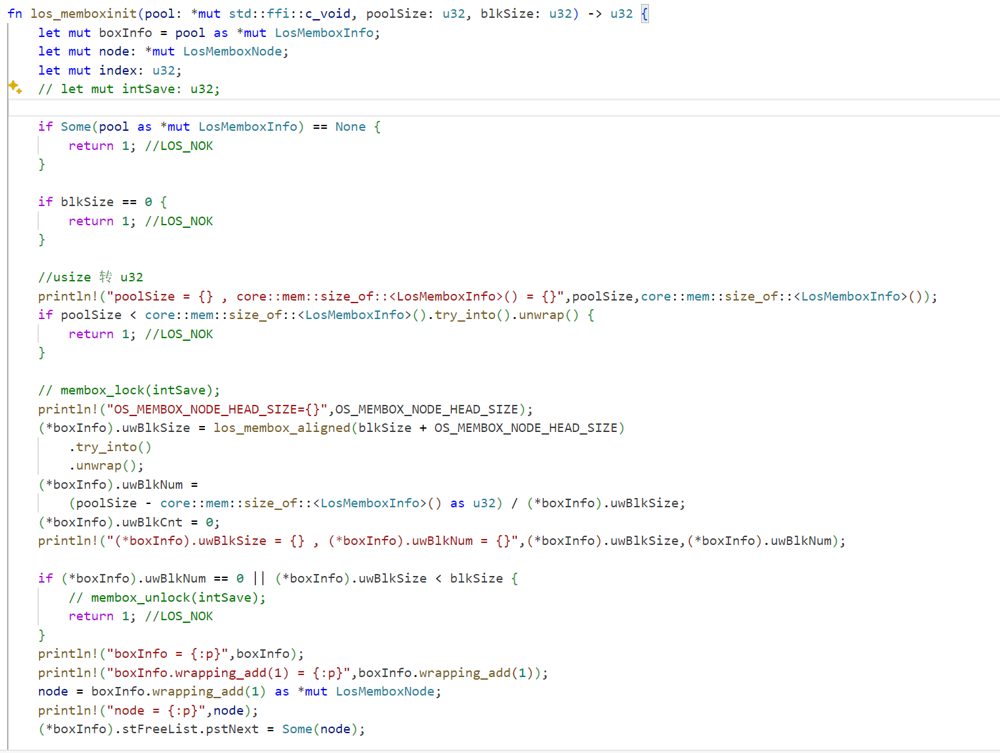 fn los_memboxinit(pool: *mut std::ffi::c_void, poolSize: u32, blkSize: u32) -> u32 {
    let mut boxInfo = pool as *mut LosMemboxInfo;
    let mut node: *mut LosMemboxNode;
    let mut index: u32;
    // let mut intSave: u32;

    if Some(pool as *mut LosMemboxInfo) == None {
        return 1; //LOS_NOK
    }

    if blkSize == 0 {
        return 1; //LOS_NOK
    }

    //usize 转 u32
    println!("poolSize = {} , core::mem::size_of::<LosMemboxInfo>() = {}",poolSize,core::mem::size_of::<LosMemboxInfo>());
    if poolSize < core::mem::size_of::<LosMemboxInfo>().try_into().unwrap() {
        return 1; //LOS_NOK
    }

    // membox_lock(intSave);
    println!("OS_MEMBOX_NODE_HEAD_SIZE={}",OS_MEMBOX_NODE_HEAD_SIZE);
    (*boxInfo).uwBlkSize = los_membox_aligned(blkSize + OS_MEMBOX_NODE_HEAD_SIZE)
        .try_into()
        .unwrap();
    (*boxInfo).uwBlkNum =
        (poolSize - core::mem::size_of::<LosMemboxInfo>() as u32) / (*boxInfo).uwBlkSize;
    (*boxInfo).uwBlkCnt = 0;
    println!("(*boxInfo).uwBlkSize = {} , (*boxInfo).uwBlkNum = {}",(*boxInfo).uwBlkSize,(*boxInfo).uwBlkNum);

    if (*boxInfo).uwBlkNum == 0 || (*boxInfo).uwBlkSize < blkSize {
        // membox_unlock(intSave);
        return 1; //LOS_NOK
    }
    println!("boxInfo = {:p}",boxInfo);
    println!("boxInfo.wrapping_add(1) = {:p}",boxInfo.wrapping_add(1));
    node = boxInfo.wrapping_add(1) as *mut LosMemboxNode;
    println!("node = {:p}",node);
    (*boxInfo).stFreeList.pstNext = Some(node);